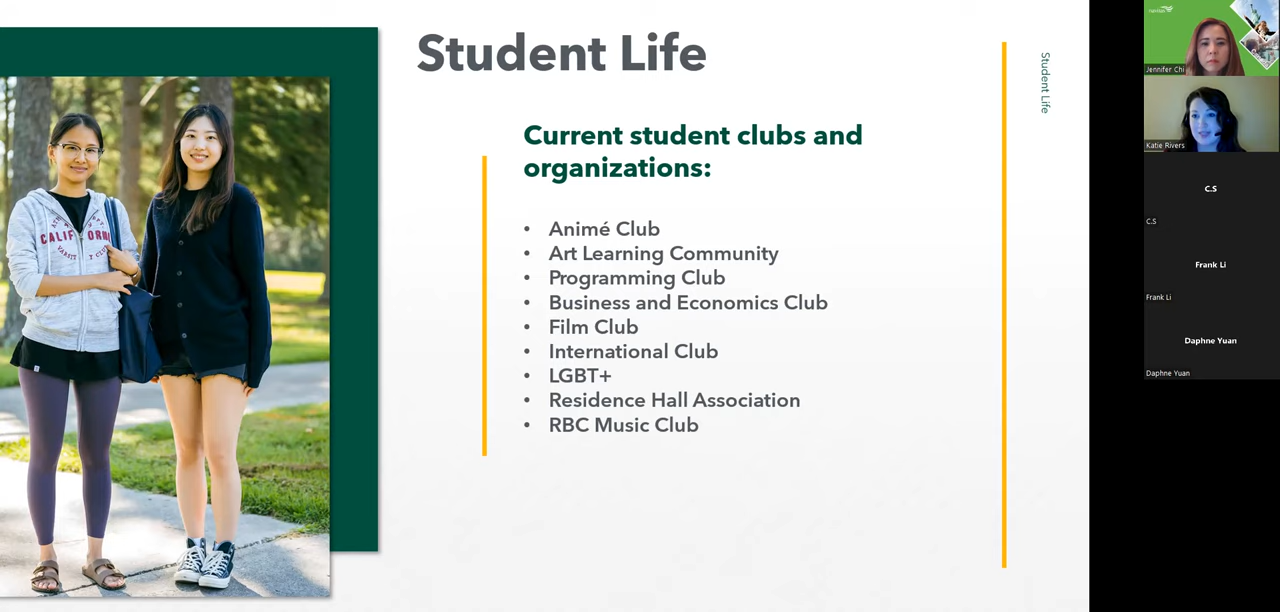 Student Life
Current student clubs and
organizations:
• Animé Club
• Art Learning Community
• Programming Club
• Business and Economics Club
• Film Club
• International Club
• LGBT+
• Residence Hall Association
• RBC Music Club
Student Life
CALIFORNIA
Jennifer Chi
Katie Rivers
C.S
C.S
Frank Li
Frank Li
Daphne Yuan
Daphne Yuan